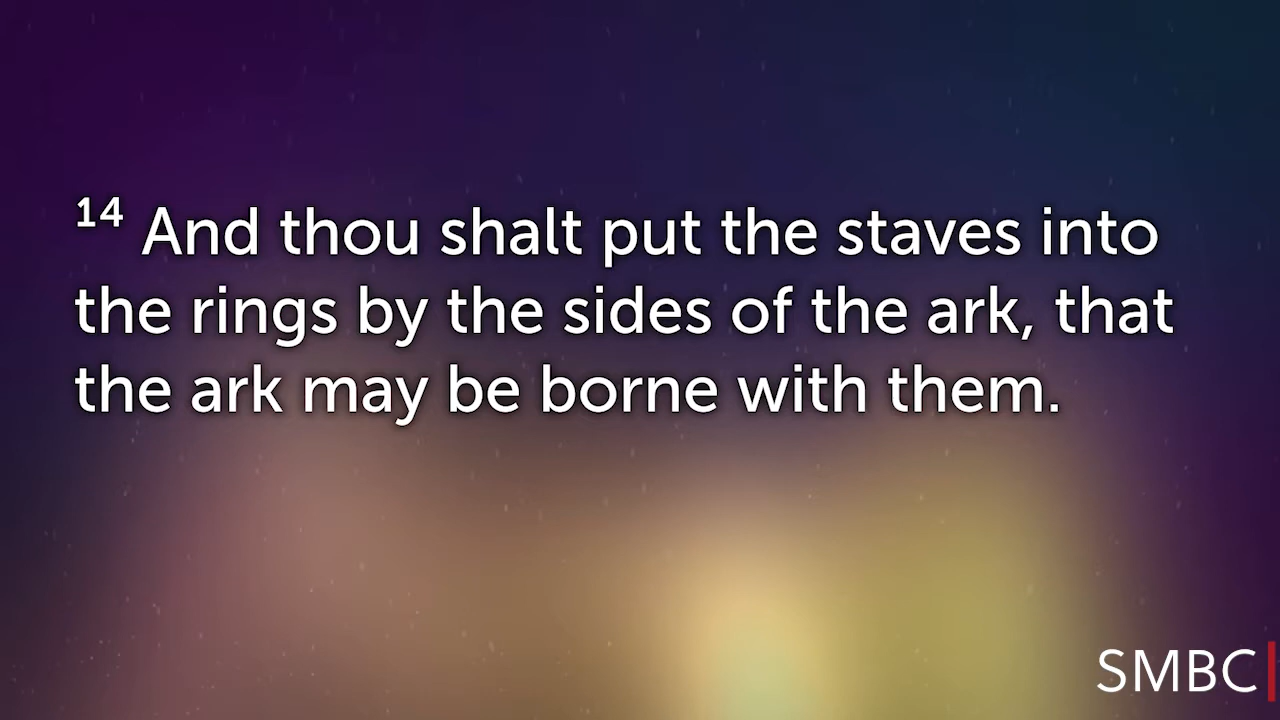 14 And thou shalt put the staves into
the rings by the sides of the ark, that
the ark may be borne with them.
SMBC